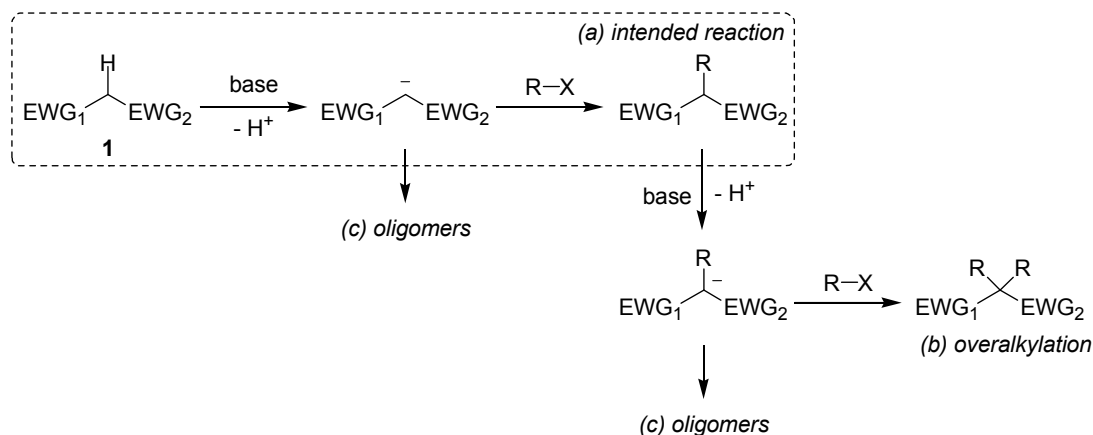 (a) intended reaction
H
EWG1 EWG2
1
base
- H+
–
EWG1 EWG2
R–X
R
EWG1 EWG2
(c) oligomers
base - H+
R
–
EWG1 EWG2
R–X
R R
EWG1 EWG2
(b) overalkylation
(c) oligomers